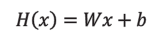 H(x) = Wx + b